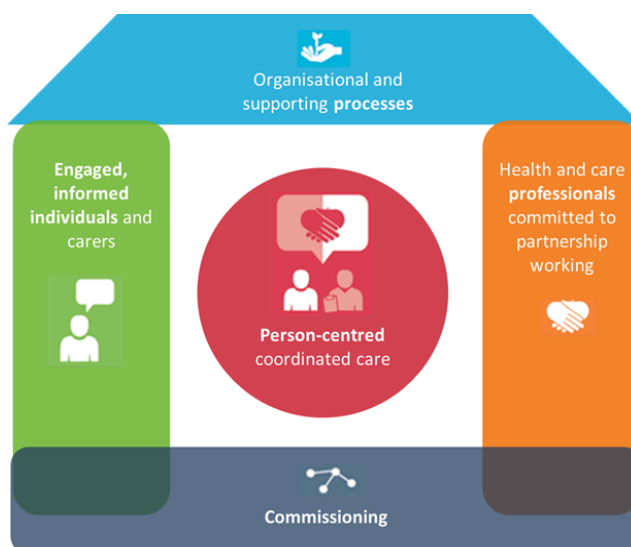 Organisational and
supporting processes
Engaged,
informed
individuals and
carers
Health and care
professionals
committed to
partnership
working
Person-centred
coordinated care
Commissioning